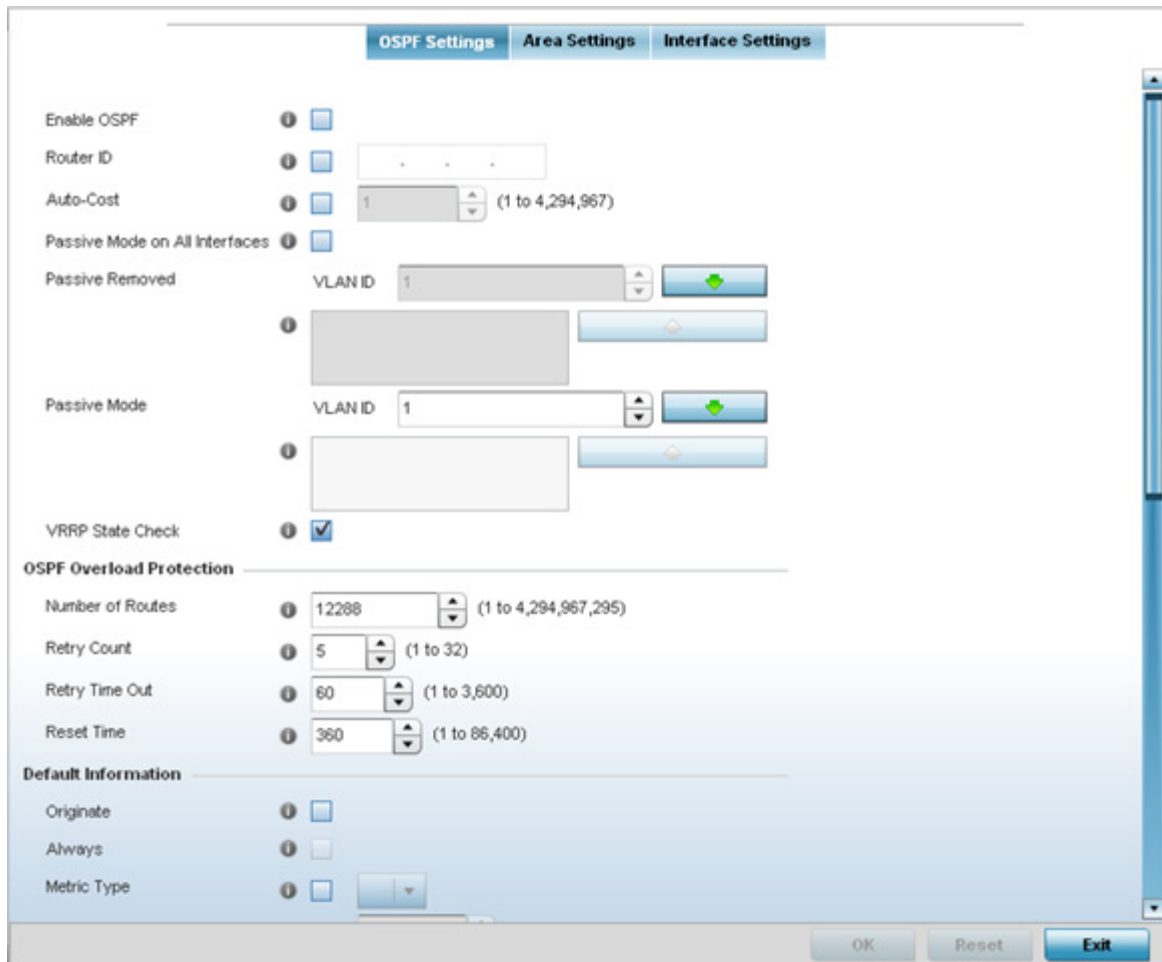 OSPF Settings Area Settings Interface Settings
Enable OSPF
Router ID . . .
Auto-Cost 1 (1 to 4,294,967)
Passive Mode on All Interfaces
Passive Removed VLAN ID 1
Passive Mode VLAN ID 1
VRRP State Check
OSPF Overload Protection
Number of Routes 12288 (1 to 4,294,967,295)
Retry Count 5 (1 to 32)
Retry Time Out 60 (1 to 3,600)
Reset Time 360 (1 to 86,400)
Default Information
Originate
Always
Metric Type
OK Reset Exit